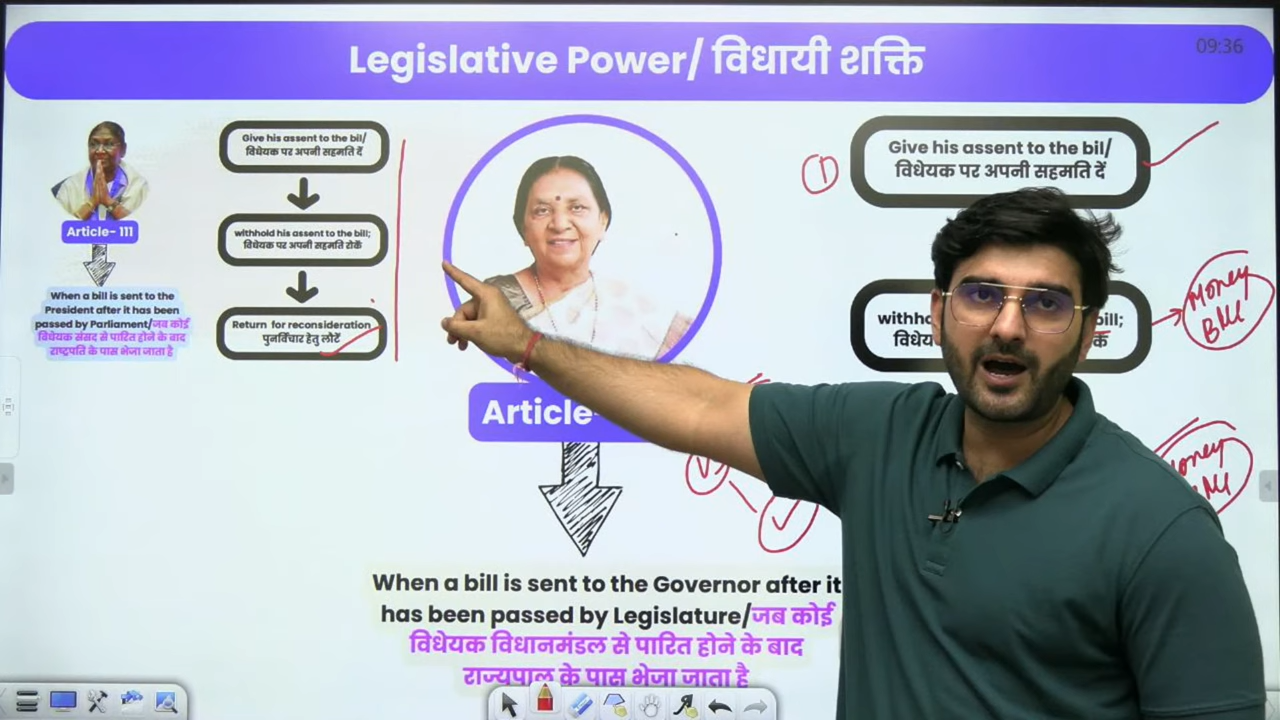 Legislative Power/ विधायी शक्ति
09:36
Give his assent to the bil/
विधेयक पर अपनी सहमति दें
Article- 111
withhold his assent to the bill;
विधेयक पर अपनी सहमति रोकें
When a bill is sent to the
President after it has been
passed by Parliament/जब कोई
विधेयक संसद से पारित होने के बाद
राष्ट्रपति के पास भेजा जाता है
Return for reconsideration
पुनर्विचार हेतु लौटें
Article-
When a bill is sent to the Governor after it
has been passed by Legislature/जब कोई
विधेयक विधानमंडल से पारित होने के बाद
राज्यपाल के पास भेजा जाता है
1
Give his assent to the bil/
विधेयक पर अपनी सहमति दें
bill;
Money
Bill